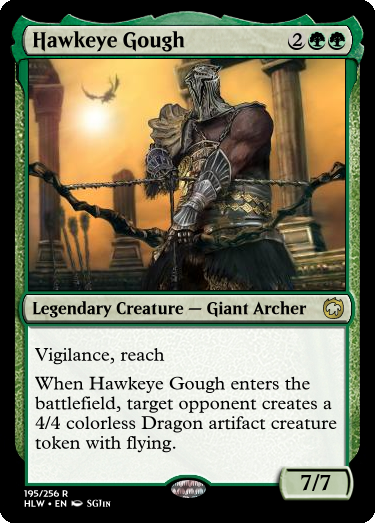 Hawkeye Gough 2
Legendary Creature — Giant Archer
Vigilance, reach
When Hawkeye Gough enters the
battlefield, target opponent creates a
4/4 colorless Dragon artifact creature
token with flying.
7/7
195/256 R
HLW • EN SG1IN